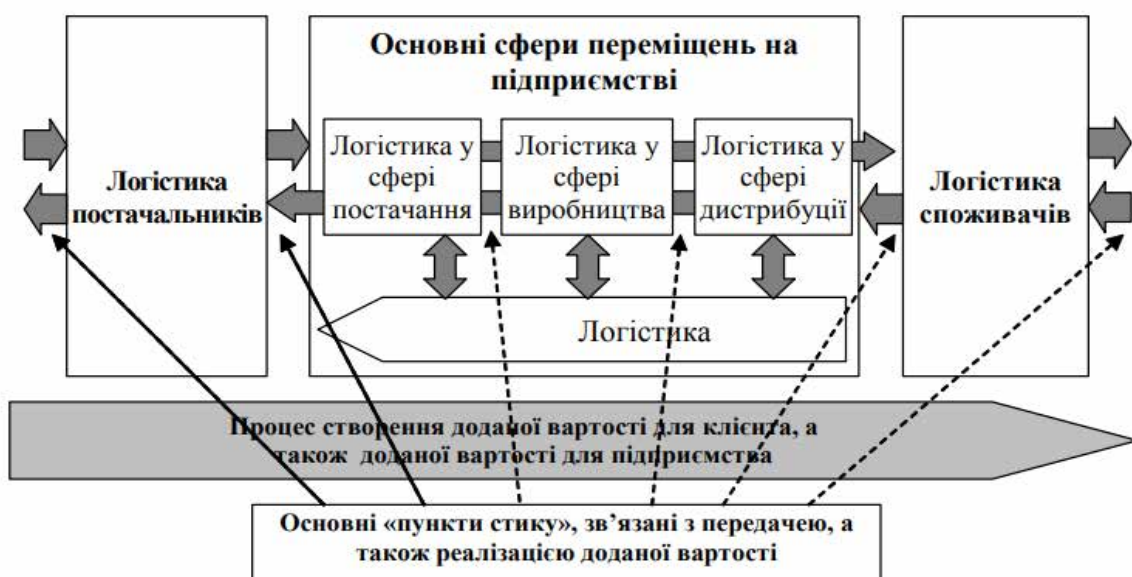 Основні сфери переміщень на
підприємстві
Логістика
постачальників
Логістика у
сфері
постачання
Логістика у
сфері
виробництва
Логістика у
сфері
дистрибуції
Логістика
споживачів
Логістика
Процес створення доданої вартості для клієнта, а
також доданої вартості для підприємства
Основні «пункти стику», зв’язані з передачею, а
також реалізацією доданої вартості